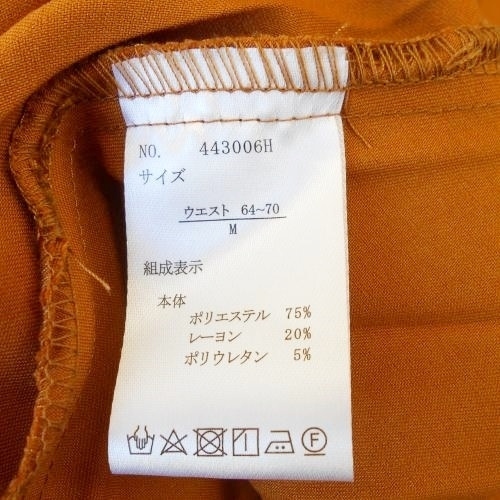 NO. 443006H
サイズ
ウエスト 64~70
M
組成表示
本体
ポリエステル 75%
レーヨン 20%
ポリウレタン 5%
F